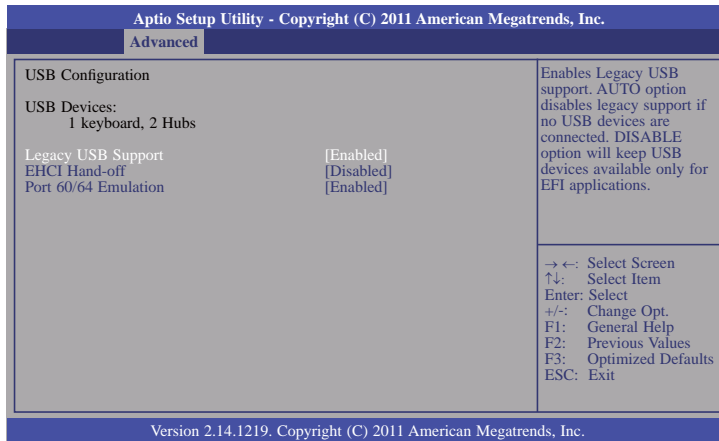 Aptio Setup Utility - Copyright (C) 2011 American Megatrends, Inc.
Advanced
USB Configuration
USB Devices:
1 keyboard, 2 Hubs
Legacy USB Support [Enabled]
EHCI Hand-off [Disabled]
Port 60/64 Emulation [Enabled]
Enables Legacy USB
support. AUTO option
disables legacy support if
no USB devices are
connected. DISABLE
option will keep USB
devices available only for
EFI applications.
→ ←: Select Screen
↑↓: Select Item
Enter: Select
+/-: Change Opt.
F1: General Help
F2: Previous Values
F3: Optimized Defaults
ESC: Exit
Version 2.14.1219. Copyright (C) 2011 American Megatrends, Inc.